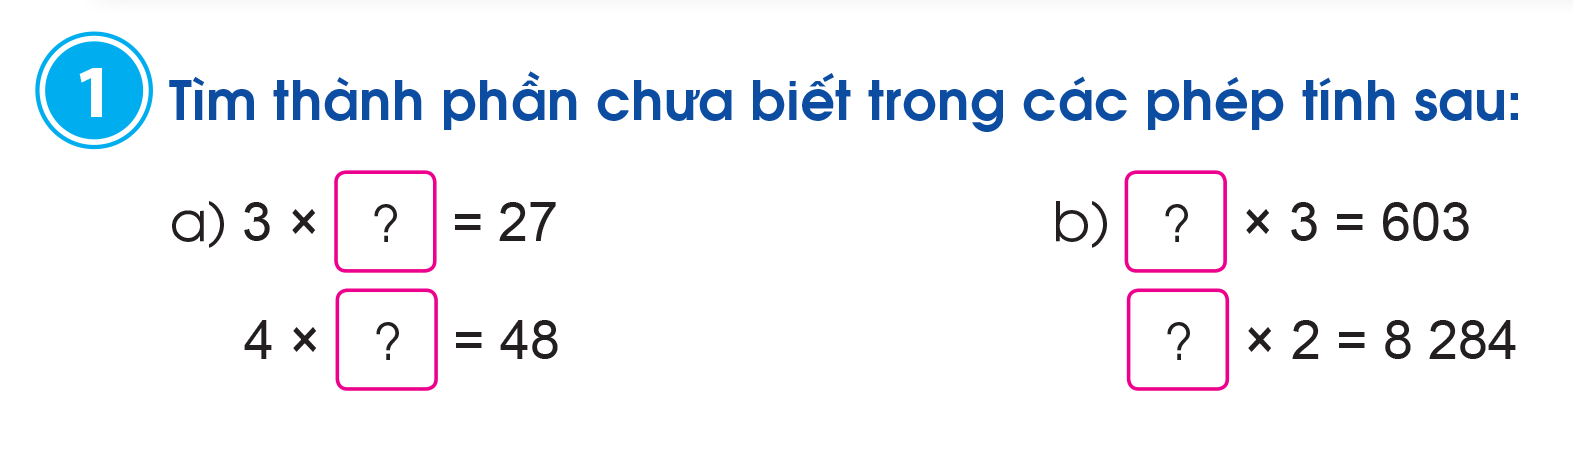 1 Tìm thành phần chưa biết trong các phép tính sau:
a) 3 × ? = 27 b) ? × 3 = 603
4 × ? = 48 ? × 2 = 8 284